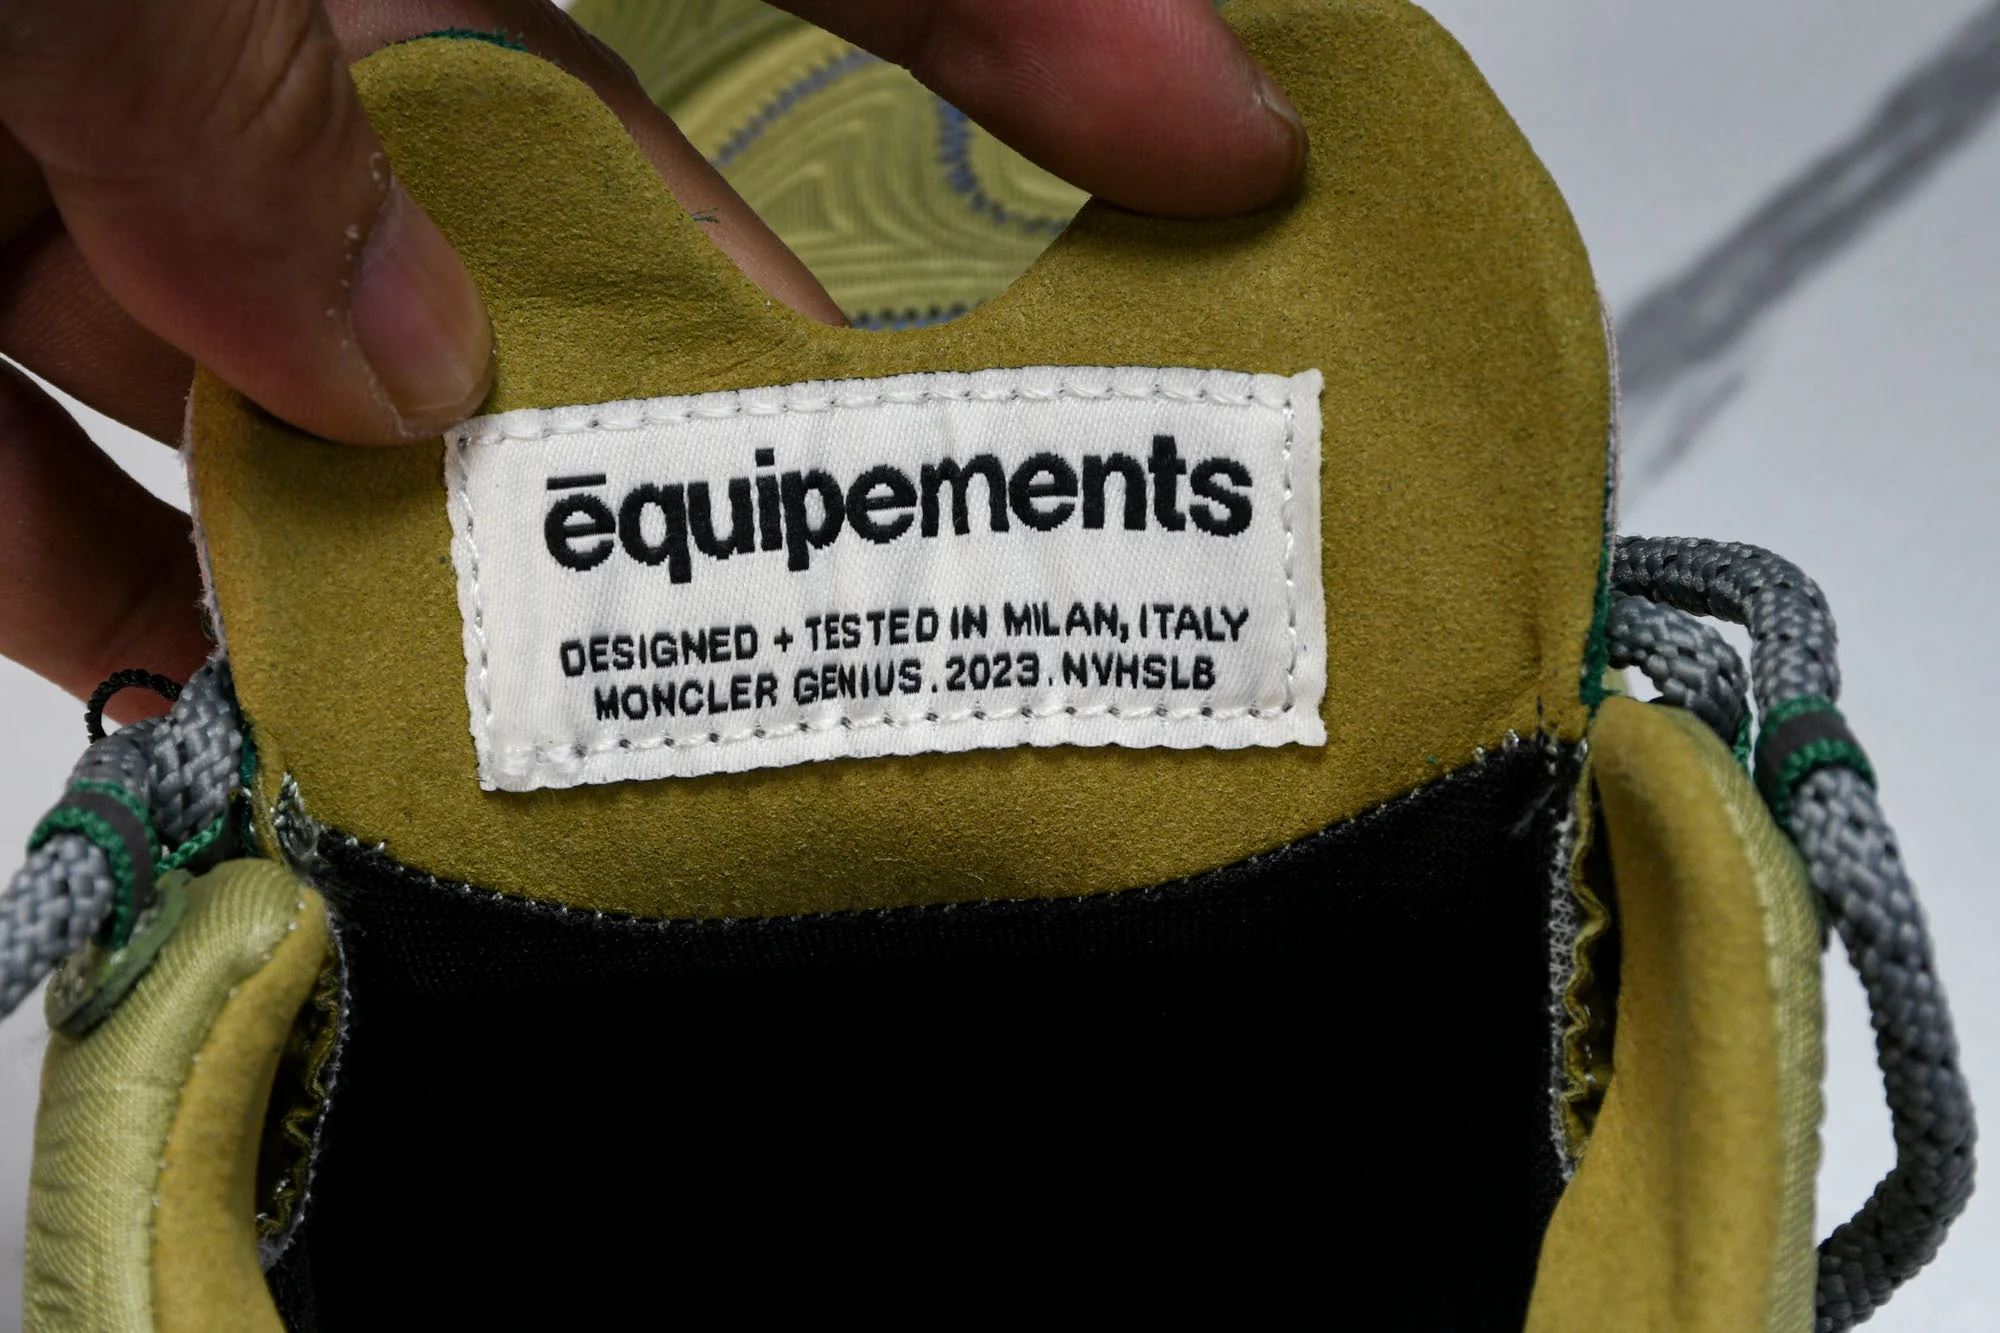 ēquipements
DESIGNED + TESTED IN MILAN, ITALY
MONCLER GENIUS.2023.NVHSLB